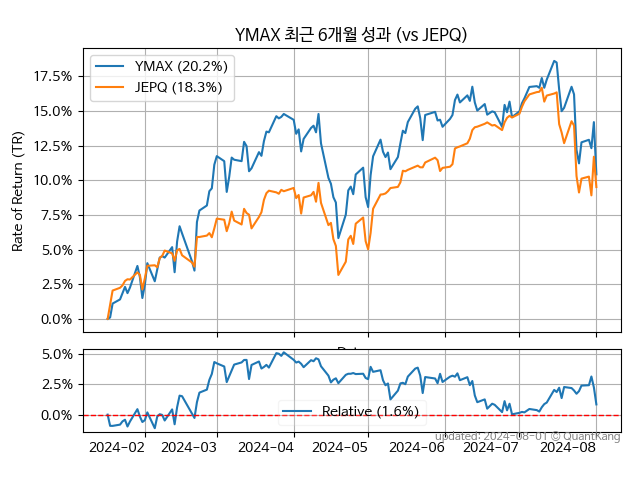 YMAX 최근 6개월 성과 (vs JEPQ)
YMAX (20.2%)
JEPQ (18.3%)
Rate of Return (TR)
17.5%
15.0%
12.5%
10.0%
7.5%
5.0%
2.5%
0.0%
5.0%
2.5%
0.0%
Relative (1.6%)
updated: 2024-08-01 © QuantKang
2024-02 2024-03 2024-04 2024-05 2024-06 2024-07 2024-08